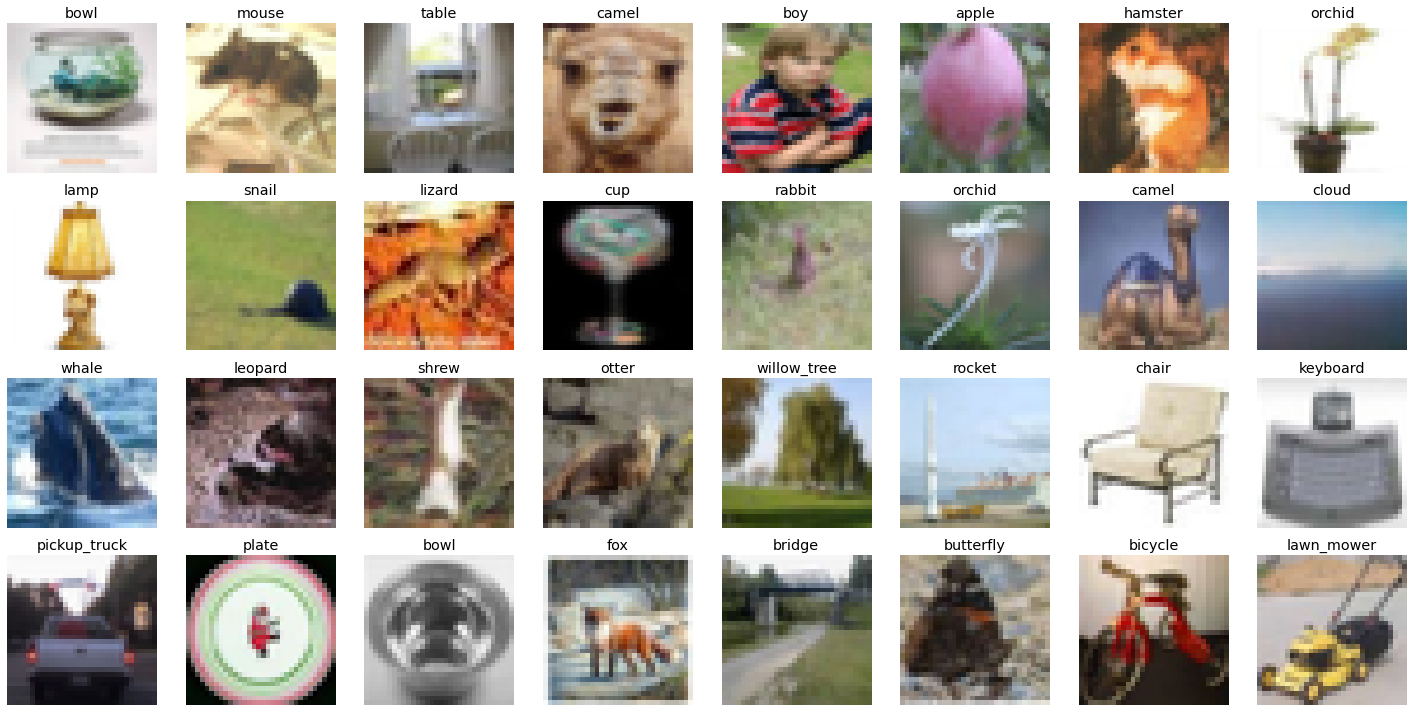 bowl mouse table camel boy apple hamster orchid
lamp snail lizard cup rabbit orchid camel cloud
whale leopard shrew otter willow_tree rocket chair keyboard
pickup_truck plate bowl fox bridge butterfly bicycle lawn_mower